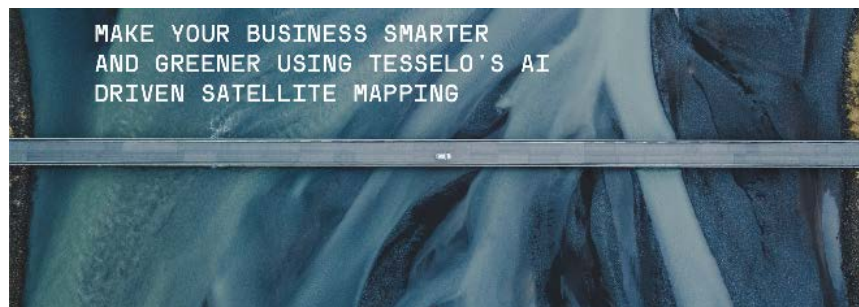 MAKE YOUR BUSINESS SMARTER
AND GREENER USING TESSELO'S AI
DRIVEN SATELLITE MAPPING